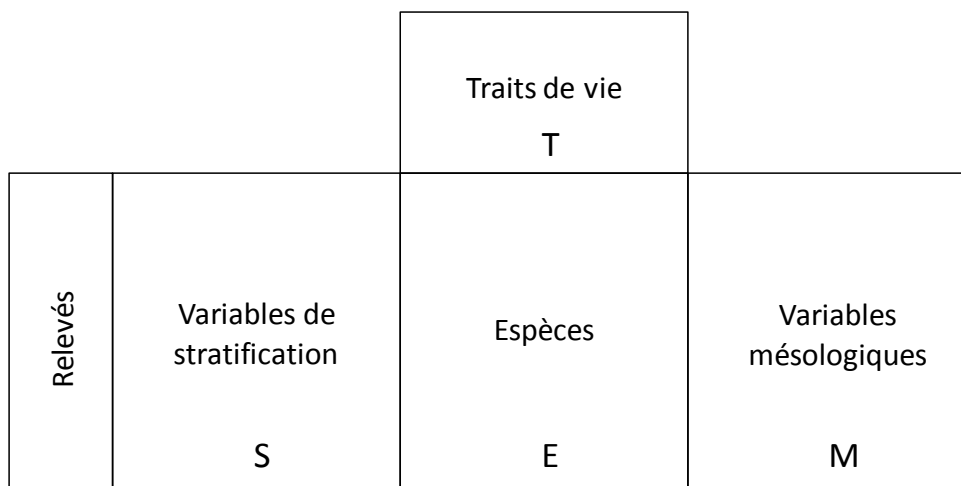 Traits de vie
T
Relevés
Variables de
stratification
S
Espèces
E
Variables
mésologiques
M